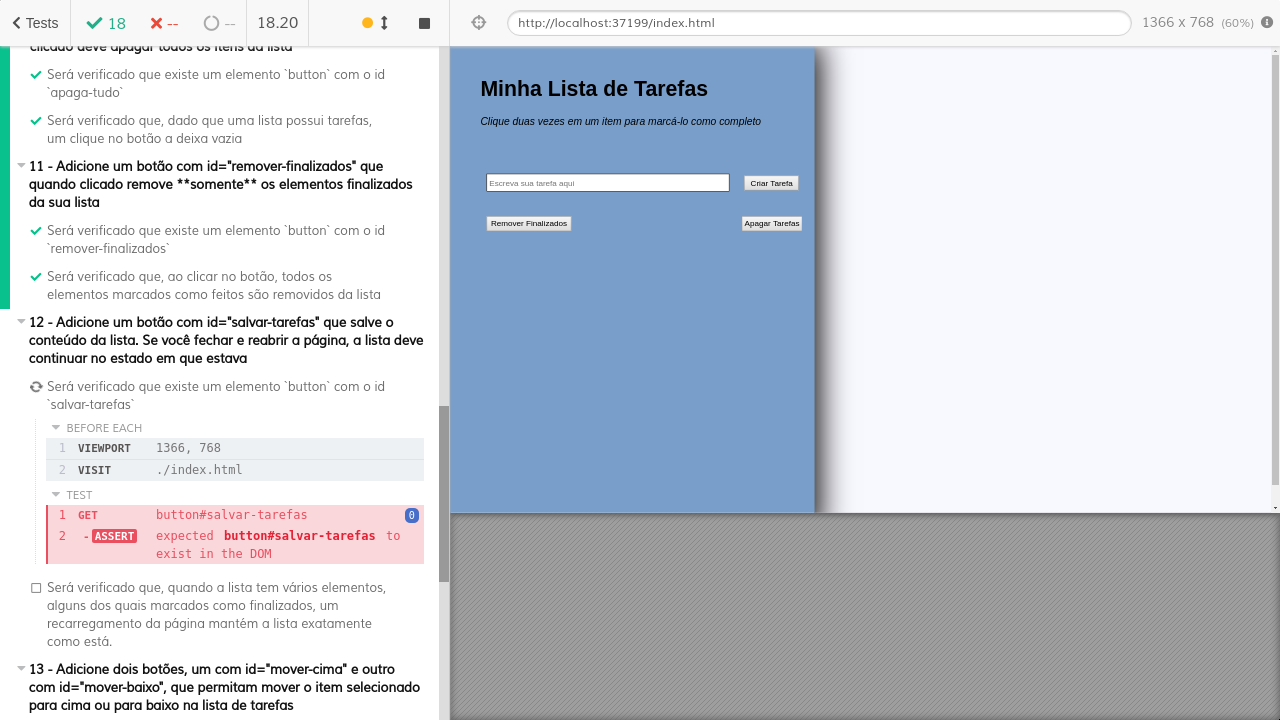 Tests
18
--
--
18.20
http://localhost:37199/index.html
1366 x 768 (60%)
clicado deve apagar todos os itens da lista
Será verificado que existe um elemento `button` com o id
`apaga-tudo`
Será verificado que, dado que uma lista possui tarefas,
um clique no botão a deixa vazia
11 - Adicione um botão com id="remover-finalizados" que
quando clicado remove **somente** os elementos finalizados
da sua lista
Será verificado que existe um elemento `button` com o id
`remover-finalizados`
Será verificado que, ao clicar no botão, todos os
elementos marcados como feitos são removidos da lista
12 - Adicione um botão com id="salvar-tarefas" que salve o
conteúdo da lista. Se você fechar e reabrir a página, a lista deve
continuar no estado em que estava
Será verificado que existe um elemento `button` com o id
`salvar-tarefas`
BEFORE EACH
1 VIEWPORT 1366, 768
2 VISIT ./index.html
TEST
1 GET button#salvar-tarefas 0
2 -ASSERT expected button#salvar-tarefas to
exist in the DOM
Será verificado que, quando a lista tem vários elementos,
alguns dos quais marcados como finalizados, um
recarregamento da página mantém a lista exatamente
como está.
13 - Adicione dois botões, um com id="mover-cima" e outro
com id="mover-baixo", que permitam mover o item selecionado
para cima ou para baixo na lista de tarefas
Minha Lista de Tarefas
Clique duas vezes em um item para marcá-lo como completo
Escreva sua tarefa aqui
Criar Tarefa
Remover Finalizados
Apagar Tarefas